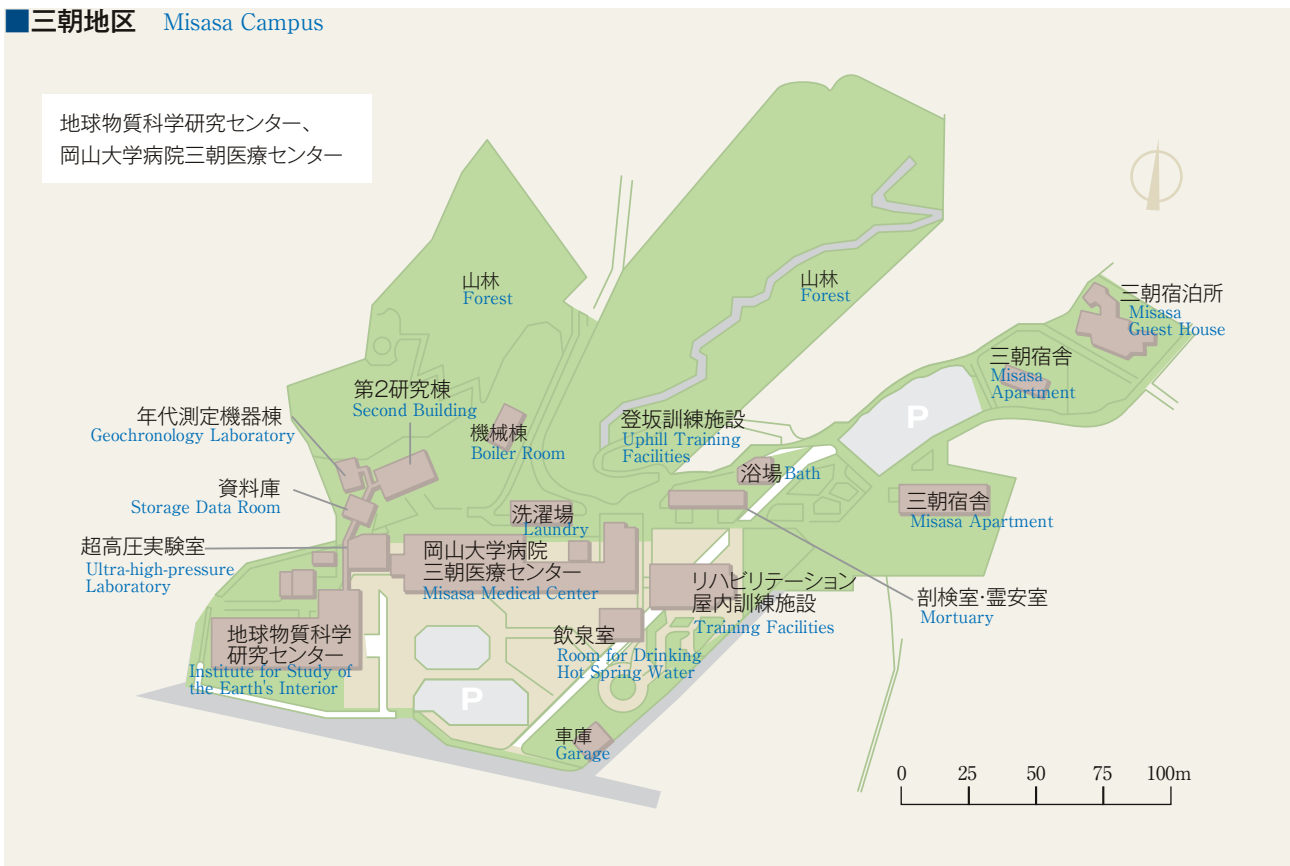 ■三朝地区 Misasa Campus
地球物質科学研究センター、
岡山大学病院三朝医療センター
山林
Forest
山林
Forest
三朝宿泊所
Misasa
Guest House
三朝宿舎
Misasa
Apartment
P
第2研究棟
Second Building
年代測定機器棟
Geochronology Laboratory
機械棟
Boiler Room
登坂訓練施設
Uphill Training
Facilities
浴場 Bath
資料庫
Storage Data Room
洗濯場
Laundry
三朝宿舎
Misasa Apartment
超高圧実験室
Ultra-high-pressure
Laboratory
岡山大学病院
三朝医療センター
Misasa Medical Center
リハビリテーション
屋内訓練施設
Training Facilities
剖検室・霊安室
Mortuary
地球物質科学
研究センター
Institute for Study of
the Earth's Interior
飲泉室
Room for Drinking
Hot Spring Water
P
車庫
Garage
0 25 50 75 100m